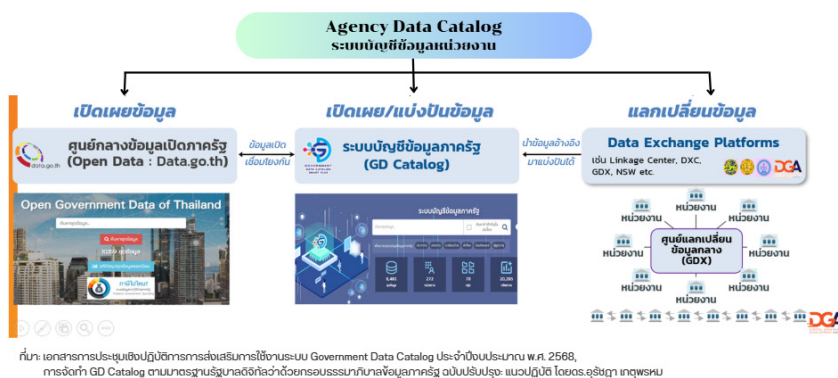 Agency Data Catalog
ระบบบัญชีข้อมูลหน่วยงาน
เปิดเผยข้อมูล
เปิดเผย/แบ่งปันข้อมูล
แลกเปลี่ยนข้อมูล
data.go.th
ศูนย์กลางข้อมูลเปิดภาครัฐ
(Open Data : Data.go.th)
ข้อมูลเปิด
เชื่อมโยงกัน
ระบบบัญชีข้อมูลภาครัฐ
(GD Catalog)
นำข้อมูลอ้างอิง
มาแบ่งปันได้
Data Exchange Platforms
เช่น Linkage Center, DXC,
GDX, NSW etc.
DGA
Open Government Data of Thailand
ค้นหาชุดข้อมูล
ระบบบัญชีข้อมูลภาครัฐ
หน่วยงาน
หน่วยงาน
หน่วยงาน
หน่วยงาน
หน่วยงาน
ศูนย์แลกเปลี่ยน
ข้อมูลกลาง
(GDX)
หน่วยงาน
หน่วยงาน
หน่วยงาน
DGA
ที่มา: เอกสารการประชุมเชิงปฏิบัติการการส่งเสริมการใช้งานระบบ Government Data Catalog ประจำปีงบประมาณ พ.ศ. 2568,
การจัดทำ GD Catalog ตามมาตรฐานรัฐบาลดิจิทัลว่าด้วยกรอบธรรมาภิบาลข้อมูลภาครัฐ ฉบับปรับปรุง: แนวปฏิบัติ โดยดร.อุรัชฎา เกตุพรหม